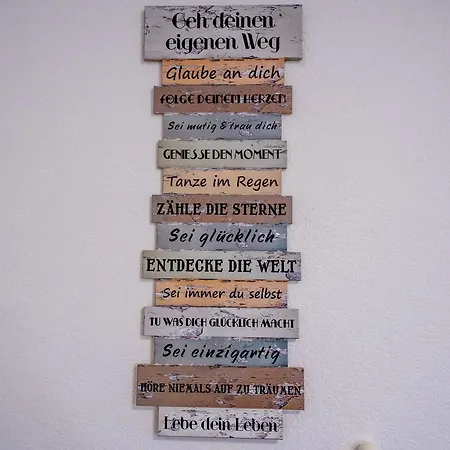 Geh deinen
eigenen Weg
Glaube an dich
FOLGE DEINEM HERZEN
Sei mutig & trau dich
GENIESSE DEN MOMENT
Tanze im Regen
ZÄHLE DIE STERNE
Sei glücklich
ENTDECKE DIE WELT
Sei immer du selbst
TU WAS DICH GLÜCKLICH MACHT
Sei einzigartig
HÖRE NIEMALS AUF ZU TRÄUMEN
Lebe dein Leben